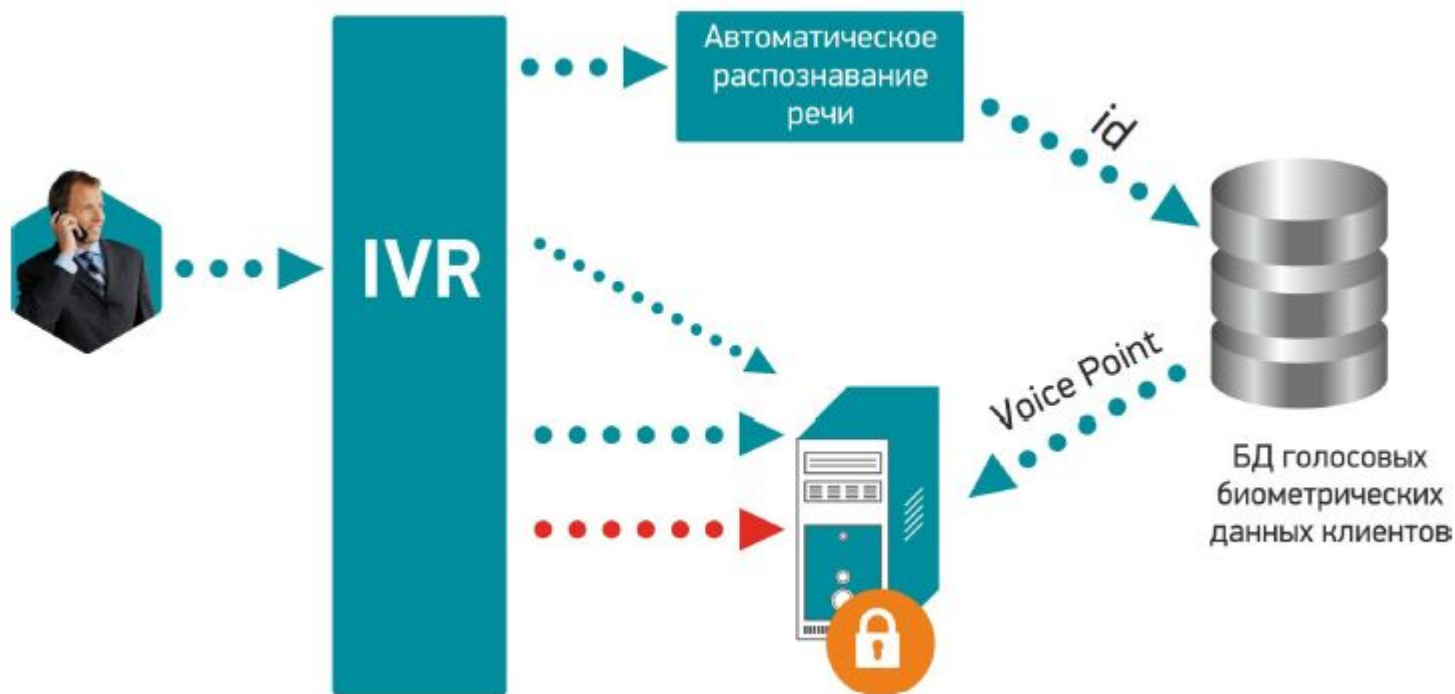 Автоматическое
распознавание
речи
id
IVR
Voice Point
БД голосовых
биометрических
данных клиентов